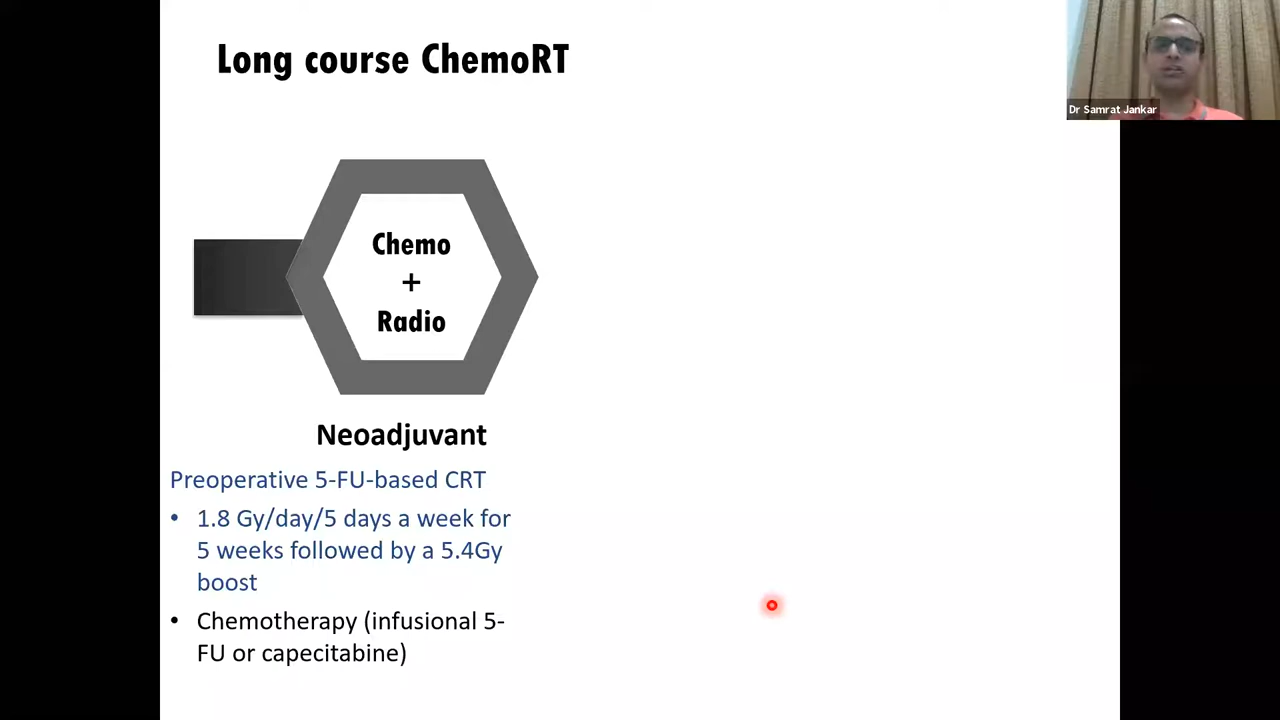 Long course ChemoRT
Dr Samrat Jankar
Chemo
+
Radio
Neoadjuvant
Preoperative 5-FU-based CRT
• 1.8 Gy/day/5 days a week for
5 weeks followed by a 5.4Gy
boost
• Chemotherapy (infusional 5-
FU or capecitabine)